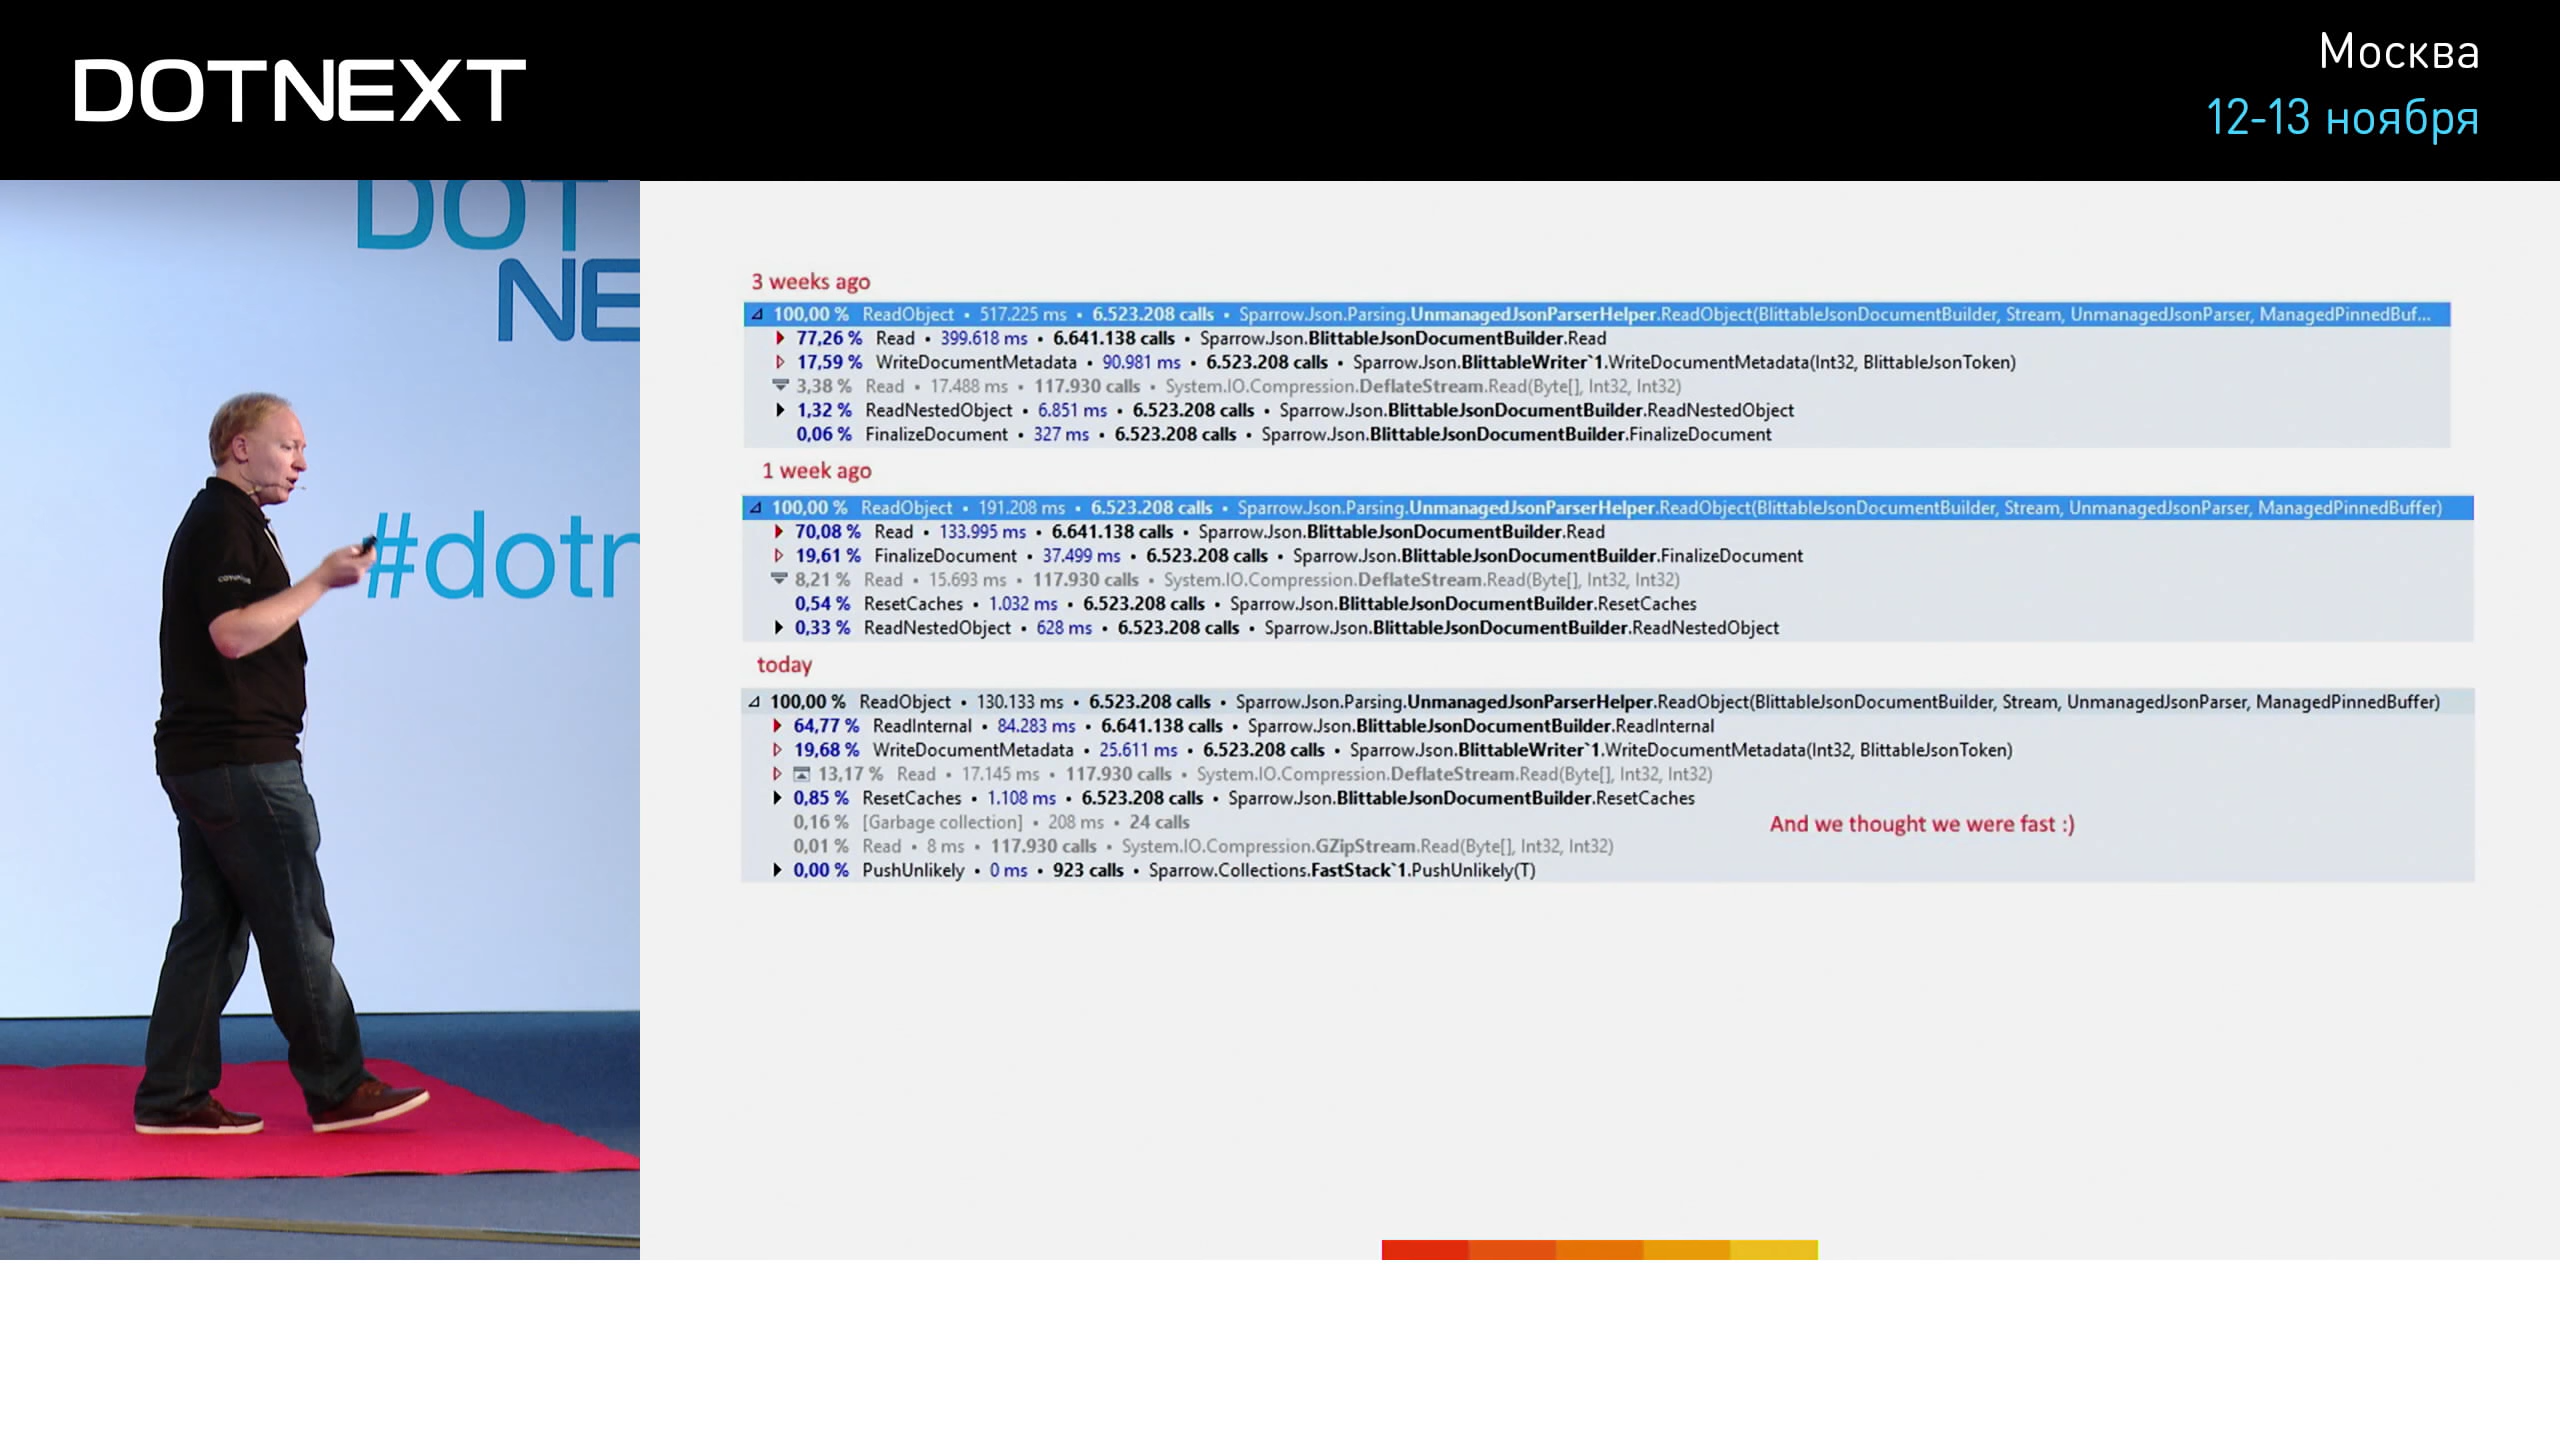 DOTNEXT
Москва
12-13 ноября
DOT
NE
#dotn
3 weeks ago
100,00 % ReadObject • 517.225 ms • 6.523.208 calls • Sparrow.Json.Parsing.UnmanagedJsonParserHelper.ReadObject(BlittableJsonDocumentBuilder, Stream, UnmanagedJsonParser, ManagedPinnedBuf...
77,26 % Read • 399.618 ms • 6.641.138 calls • Sparrow.Json.BlittableJsonDocumentBuilder.Read
17,59 % WriteDocumentMetadata • 90.981 ms • 6.523.208 calls • Sparrow.Json.BlittableWriter`1.WriteDocumentMetadata(Int32, BlittableJsonToken)
3,38 % Read • 17.488 ms • 117.930 calls • System.IO.Compression.DeflateStream.Read(Byte[], Int32, Int32)
1,32 % ReadNestedObject • 6.851 ms • 6.523.208 calls • Sparrow.Json.BlittableJsonDocumentBuilder.ReadNestedObject
0,06 % FinalizeDocument • 327 ms • 6.523.208 calls • Sparrow.Json.BlittableJsonDocumentBuilder.FinalizeDocument
1 week ago
100,00 % ReadObject • 191.208 ms • 6.523.208 calls • Sparrow.Json.Parsing.UnmanagedJsonParserHelper.ReadObject(BlittableJsonDocumentBuilder, Stream, UnmanagedJsonParser, ManagedPinnedBuffer)
70,08 % Read • 133.995 ms • 6.641.138 calls • Sparrow.Json.BlittableJsonDocumentBuilder.Read
19,61 % FinalizeDocument • 37.499 ms • 6.523.208 calls • Sparrow.Json.BlittableJsonDocumentBuilder.FinalizeDocument
8,21 % Read • 15.693 ms • 117.930 calls • System.IO.Compression.DeflateStream.Read(Byte[], Int32, Int32)
0,54 % ResetCaches • 1.032 ms • 6.523.208 calls • Sparrow.Json.BlittableJsonDocumentBuilder.ResetCaches
0,33 % ReadNestedObject • 628 ms • 6.523.208 calls • Sparrow.Json.BlittableJsonDocumentBuilder.ReadNestedObject
today
100,00 % ReadObject • 130.133 ms • 6.523.208 calls • Sparrow.Json.Parsing.UnmanagedJsonParserHelper.ReadObject(BlittableJsonDocumentBuilder, Stream, UnmanagedJsonParser, ManagedPinnedBuffer)
64,77 % ReadInternal • 84.283 ms • 6.641.138 calls • Sparrow.Json.BlittableJsonDocumentBuilder.ReadInternal
19,68 % WriteDocumentMetadata • 25.611 ms • 6.523.208 calls • Sparrow.Json.BlittableWriter`1.WriteDocumentMetadata(Int32, BlittableJsonToken)
13,17 % Read • 17.145 ms • 117.930 calls • System.IO.Compression.DeflateStream.Read(Byte[], Int32, Int32)
0,85 % ResetCaches • 1.108 ms • 6.523.208 calls • Sparrow.Json.BlittableJsonDocumentBuilder.ResetCaches
0,16 % [Garbage collection] • 208 ms • 24 calls
And we thought we were fast :)
0,01 % Read • 8 ms • 117.930 calls • System.IO.Compression.GZipStream.Read(Byte[], Int32, Int32)
0,00 % PushUnlikely • 0 ms • 923 calls • Sparrow.Collections.FastStack`1.PushUnlikely(T)